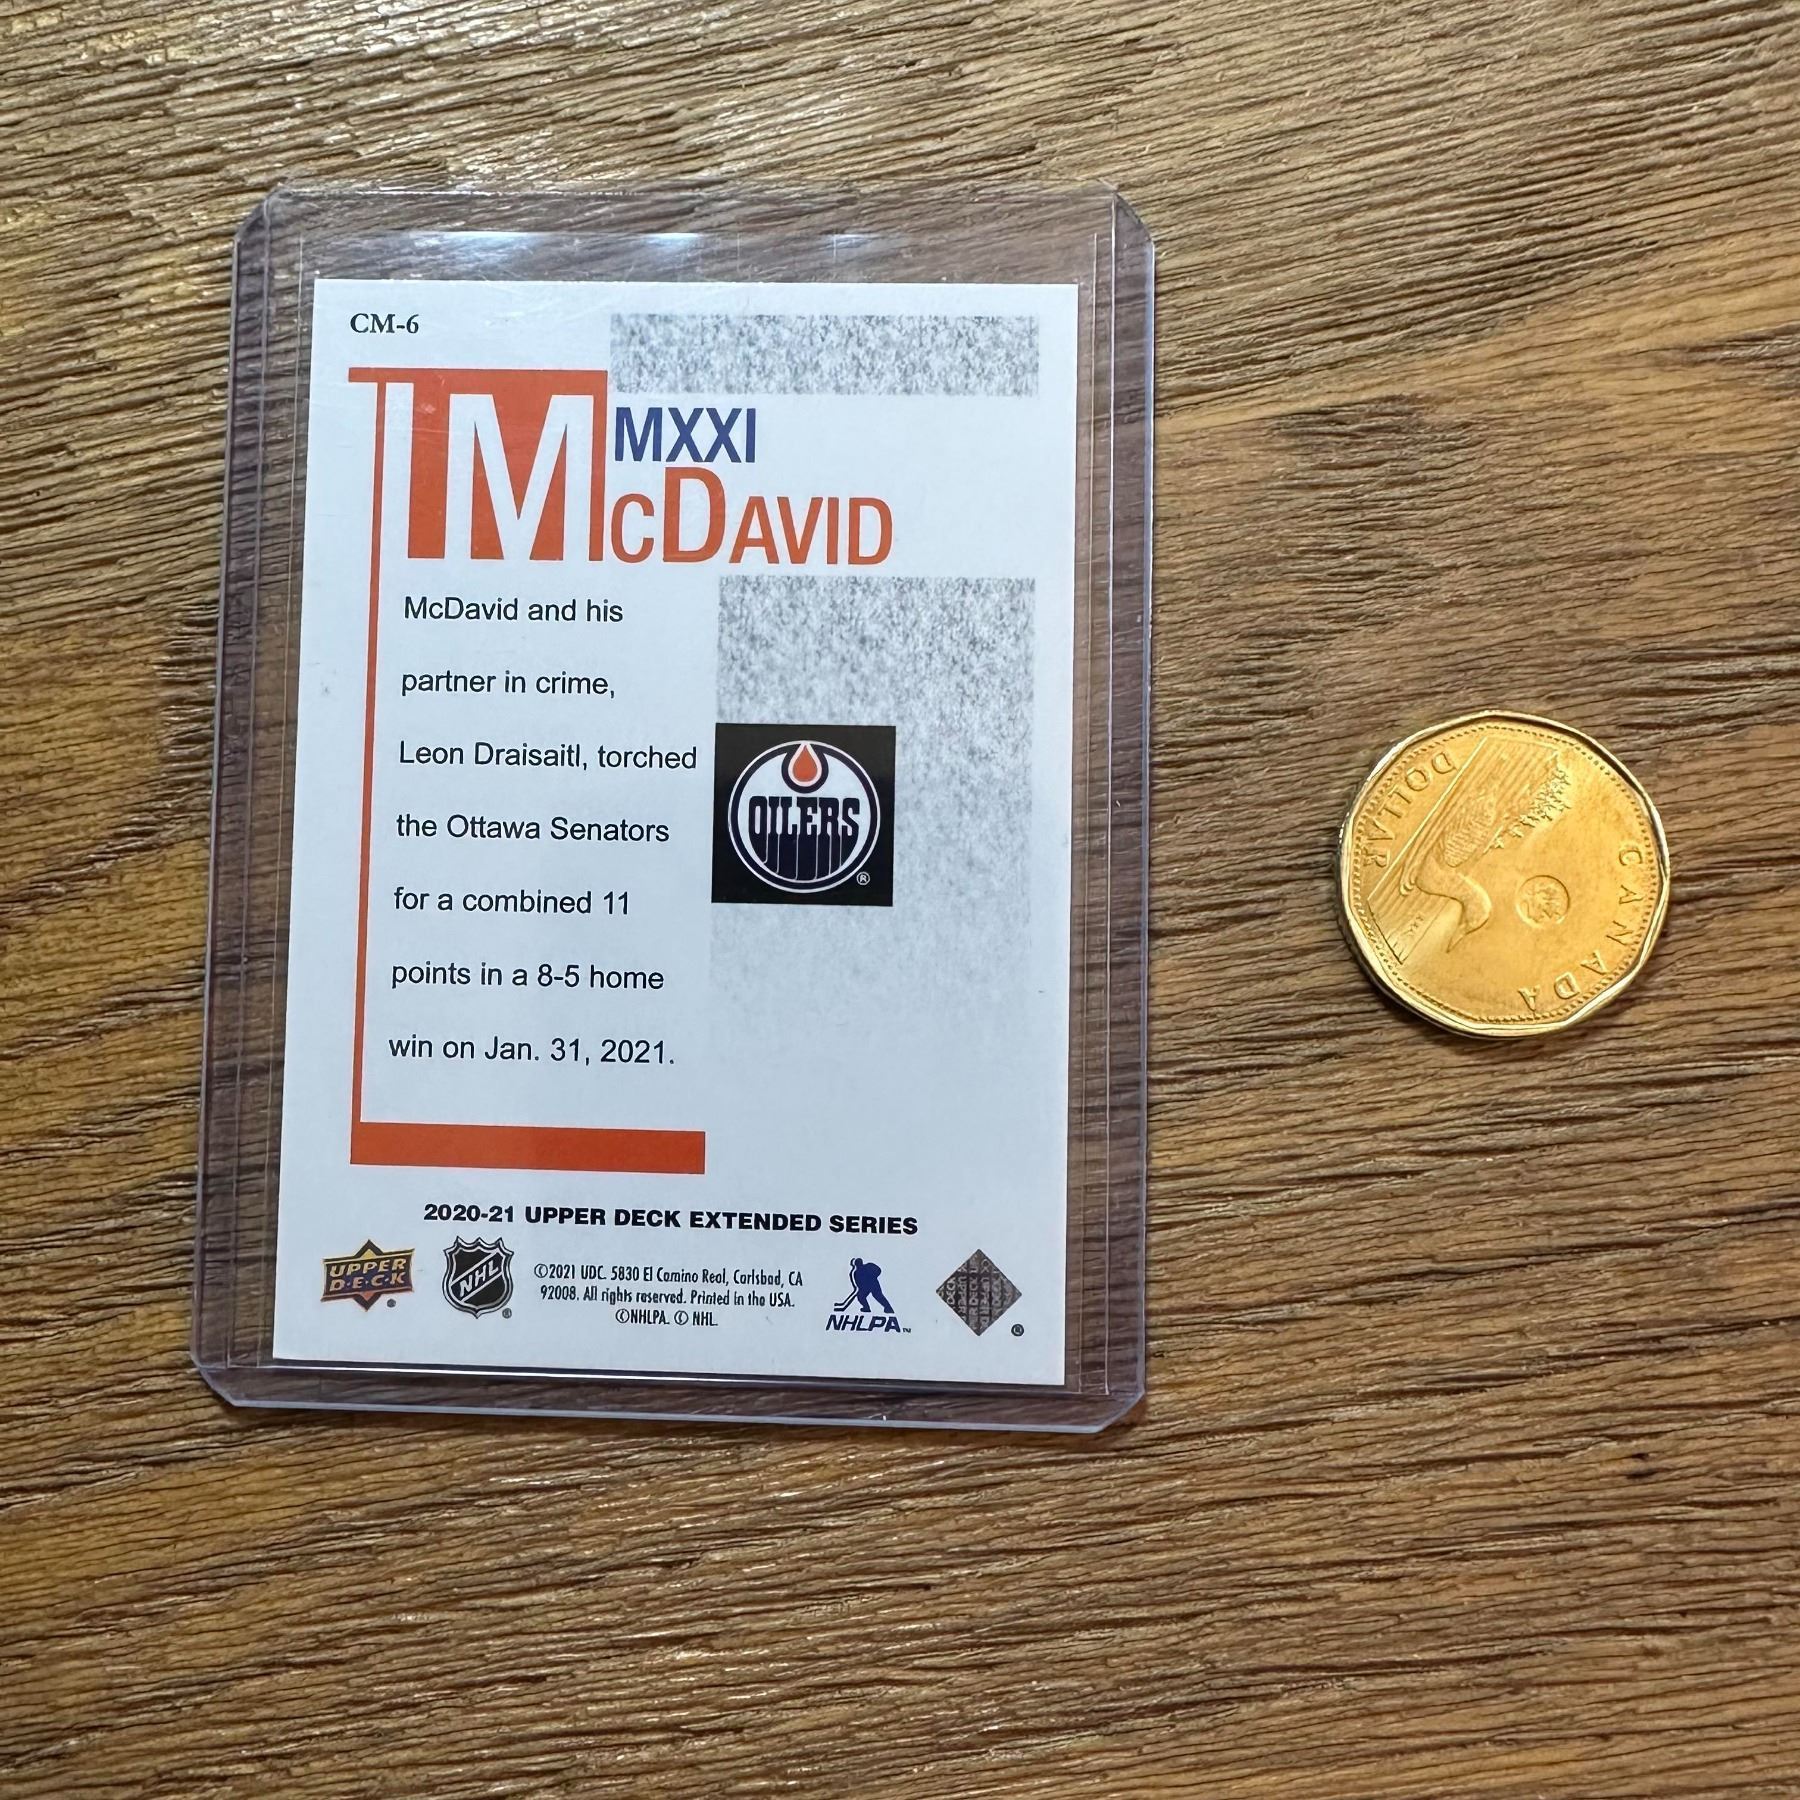 CM-6
MMXXI
McDAVID
McDavid and his
partner in crime,
Leon Draisaitl, torched
the Ottawa Senators
for a combined 11
points in a 8-5 home
win on Jan. 31, 2021.
OILERS
®
2020-21 UPPER DECK EXTENDED SERIES
UPPER
D·E·C·K
®
NHL
®
©2021 UDC. 5830 El Camino Real, Carlsbad, CA
92008. All rights reserved. Printed in the USA.
©NHLPA. © NHL.
NHLPA™
®
CANADA
DOLLAR